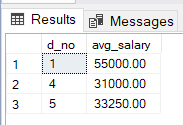 Results Messages
d_no avg_salary
1 1 55000.00
2 4 31000.00
3 5 33250.00